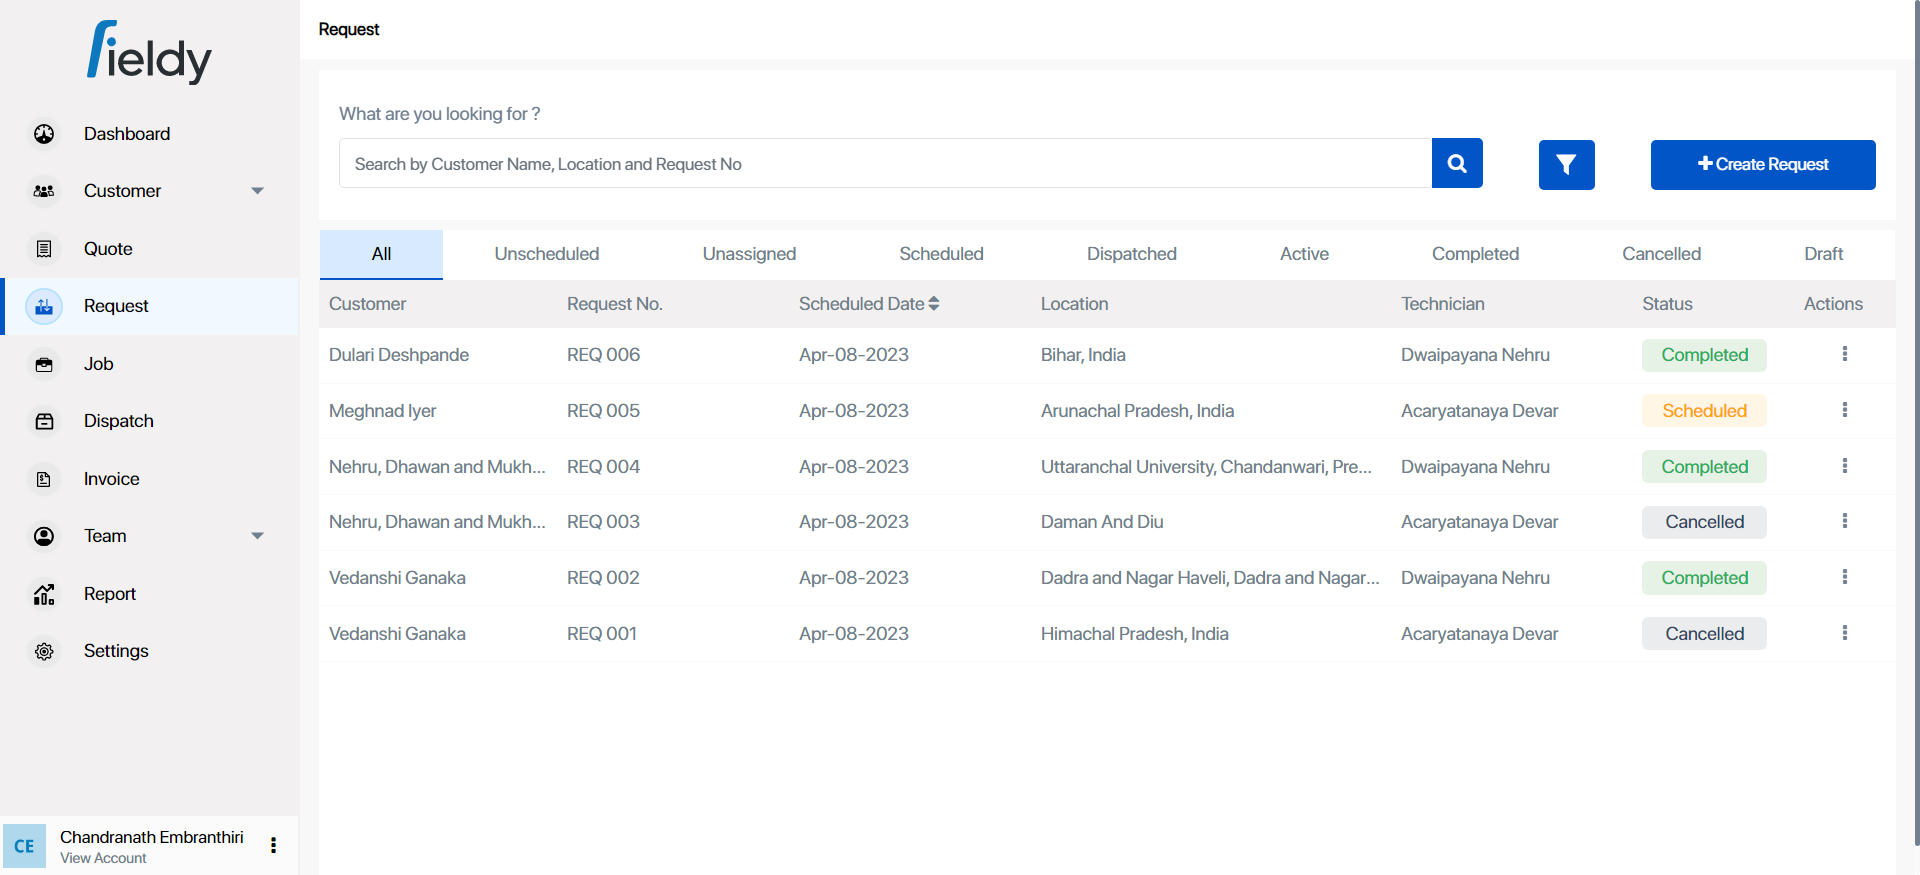 fieldy
Dashboard
Customer
Quote
Request
Job
Dispatch
Invoice
Team
Report
Settings
CE
Chandranath Embranthiri
View Account
Request
What are you looking for ?
Search by Customer Name, Location and Request No
Create Request
All Unscheduled Unassigned Scheduled Dispatched Active Completed Cancelled Draft
Customer Request No. Scheduled Date Location Technician Status Actions
Dulari Deshpande REQ 006 Apr-08-2023 Bihar, India Dwaipayana Nehru Completed
Meghnad Iyer REQ 005 Apr-08-2023 Arunachal Pradesh, India Acaryatanaya Devar Scheduled
Nehru, Dhawan and Mukh... REQ 004 Apr-08-2023 Uttaranchal University, Chandanwari, Pre... Dwaipayana Nehru Completed
Nehru, Dhawan and Mukh... REQ 003 Apr-08-2023 Daman And Diu Acaryatanaya Devar Cancelled
Vedanshi Ganaka REQ 002 Apr-08-2023 Dadra and Nagar Haveli, Dadra and Nagar... Dwaipayana Nehru Completed
Vedanshi Ganaka REQ 001 Apr-08-2023 Himachal Pradesh, India Acaryatanaya Devar Cancelled